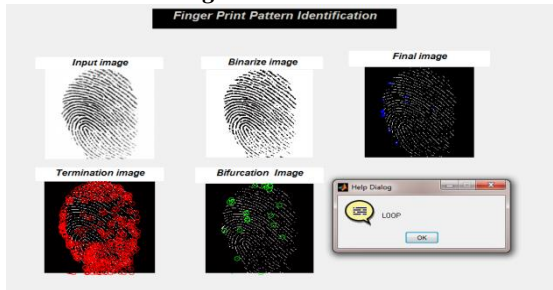 Finger Print Pattern Identification
Input image
Binarize image
Final image
Termination image
Bifurcation Image
Help Dialog
LOOP
OK